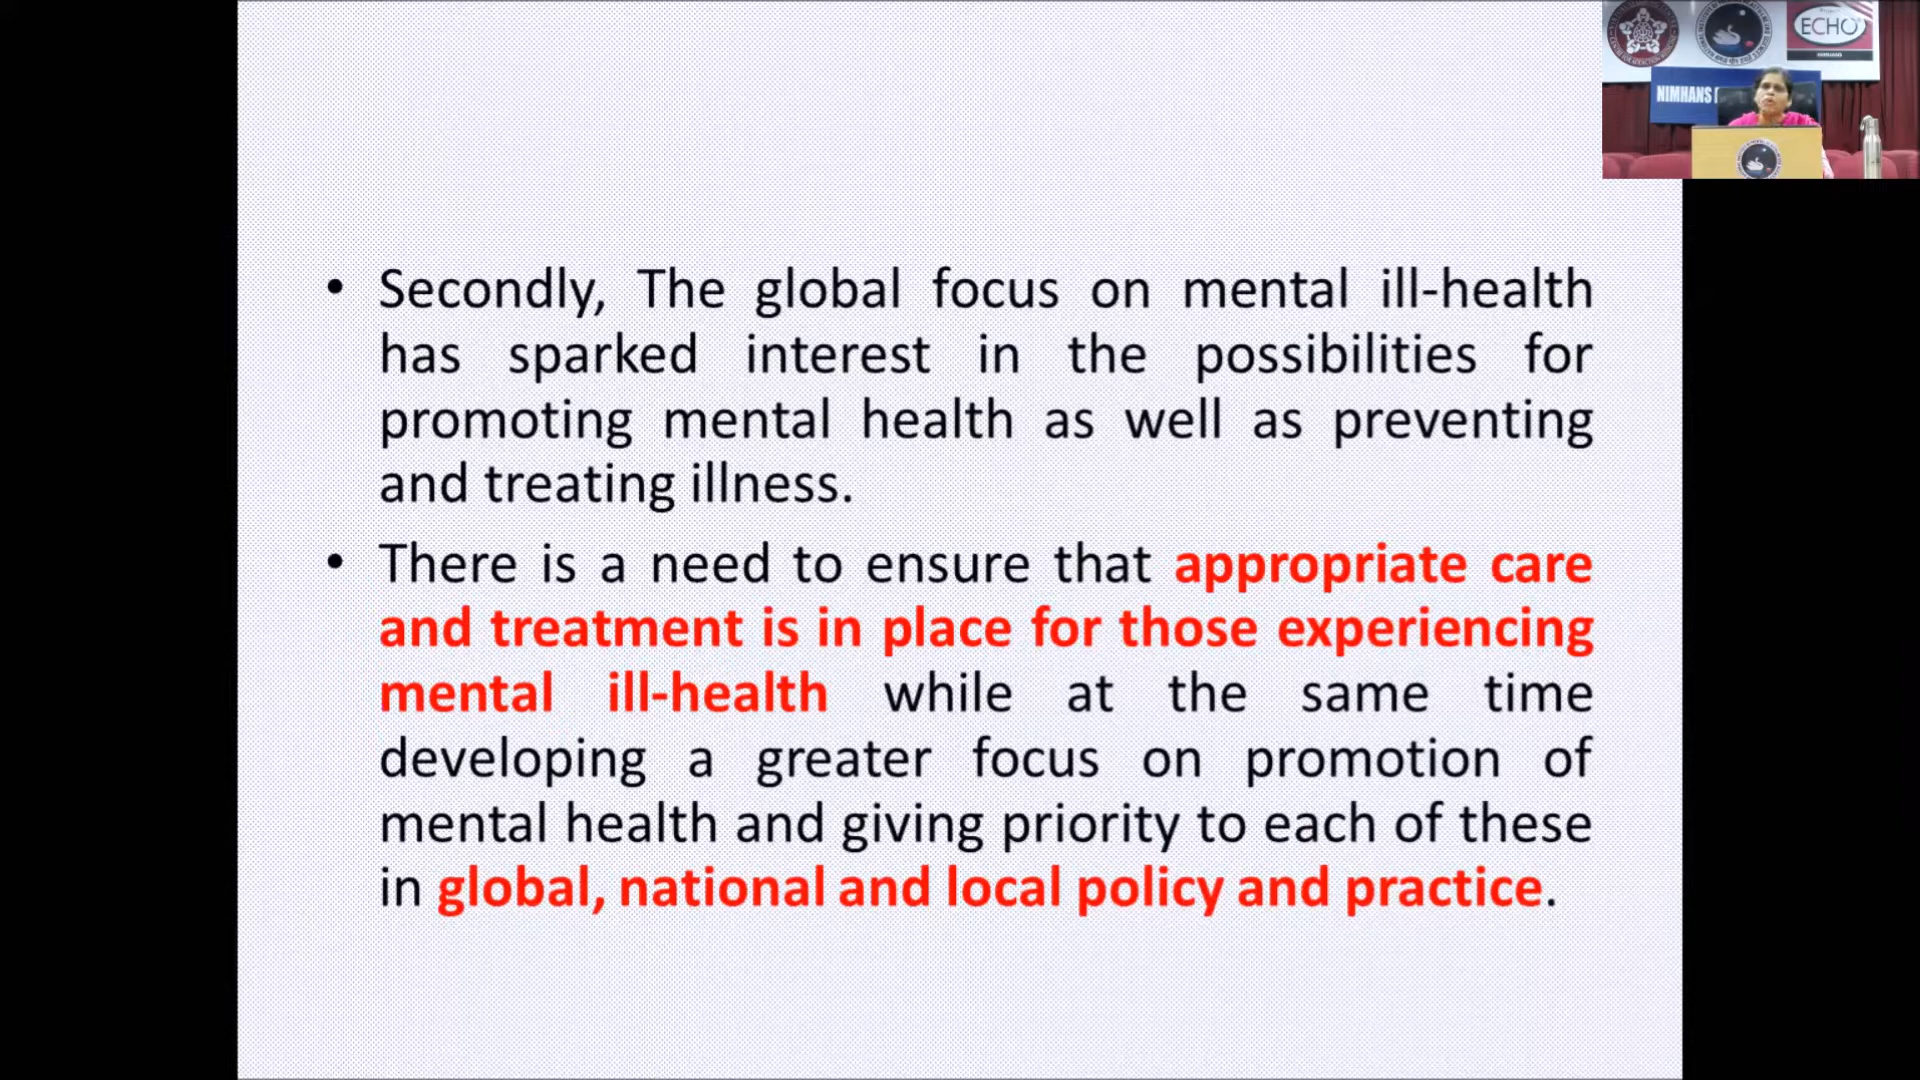 ECHO
NIMHANS
• Secondly, The global focus on mental ill-health
has sparked interest in the possibilities for
promoting mental health as well as preventing
and treating illness.
• There is a need to ensure that appropriate care
and treatment is in place for those experiencing
mental ill-health while at the same time
developing a greater focus on promotion of
mental health and giving priority to each of these
in global, national and local policy and practice.